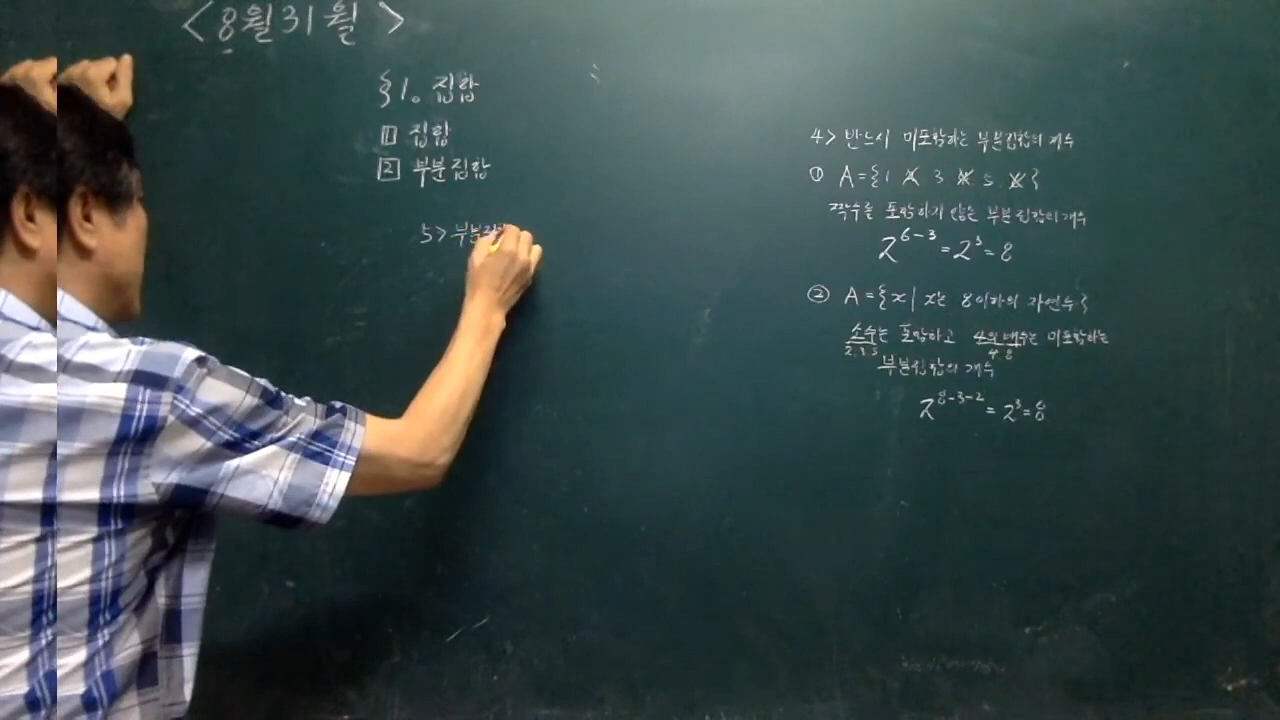 <8월31월>
§1. 집합
1 집합
2 부분집합
5> 부분집
4> 반드시 미포함하는 부분집합의 개수
① A={1 2 3 4 5 6}
짝수을 포함하지 않는 부분집합의 개수
2^{6-3}=2^3=8
② A={x| x는 8이하의 자연수}
소수는 포함하고 4의 배수는 미포함하는
2.3.5 4 8
부분집합의 개수
2^{8-3-2}=2^3=8